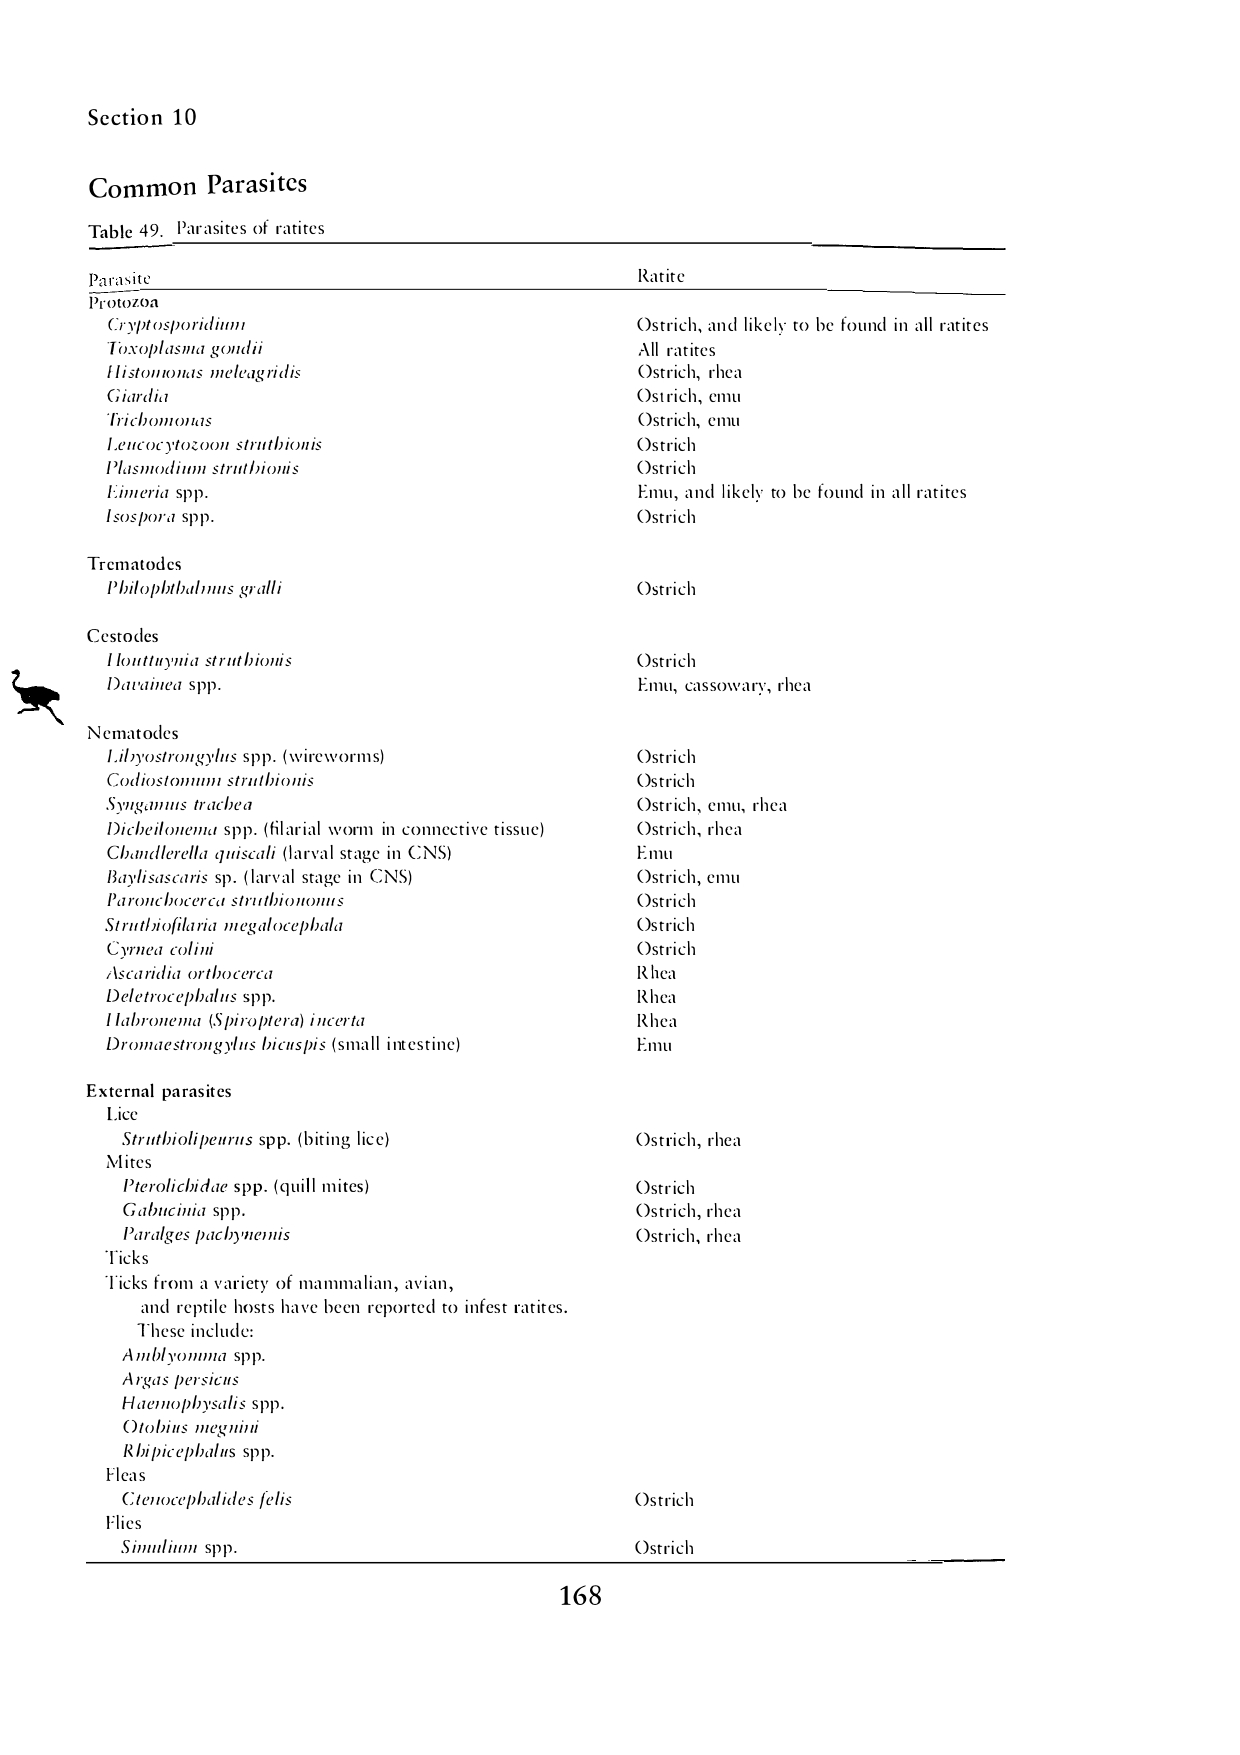 Section 10
Common Parasites
Table 49. Parasites of ratites
Parasite Ratite
Protozoa
Cryptosporidium Ostrich, and likely to be found in all ratites
Toxoplasma gondii All ratites
Histomonas meleagridis Ostrich, rhea
Giardia Ostrich, emu
Trichomonas Ostrich, emu
Leucocytozoon struthionis Ostrich
Plasmodium struthionis Ostrich
Eimeria spp. Emu, and likely to be found in all ratites
Isospora spp. Ostrich
Trematodes
Philophthalmus gralli Ostrich
Cestodes
Houttuynia struthionis Ostrich
Davainea spp. Emu, cassowary, rhea
Nematodes
Libyostrongylus spp. (wireworms) Ostrich
Codiostomum struthionis Ostrich
Syngamus trachea Ostrich, emu, rhea
Dicheilonema spp. (filarial worm in connective tissue) Ostrich, rhea
Chandlerella quiscali (larval stage in CNS) Emu
Baylisascaris sp. (larval stage in CNS) Ostrich, emu
Paronchocerca struthiononus Ostrich
Struthiofilaria megalocephala Ostrich
Cyrnea colini Ostrich
Ascaridia orthocerca Rhea
Deletrocephalus spp. Rhea
Habronema (Spiroptera) incerta Rhea
Dromaestrongylus bicuspis (small intestine) Emu
External parasites
Lice
Struthiolipeurus spp. (biting lice) Ostrich, rhea
Mites
Pterolichidae spp. (quill mites) Ostrich
Gabucinia spp. Ostrich, rhea
Paralges pachynemis Ostrich, rhea
Ticks
Ticks from a variety of mammalian, avian,
and reptile hosts have been reported to infest ratites.
These include:
Amblyomma spp.
Argas persicus
Haemophysalis spp.
Otobius megnini
Rhipicephalus spp.
Fleas
Ctenocephalides felis Ostrich
Flies
Simulium spp. Ostrich
168